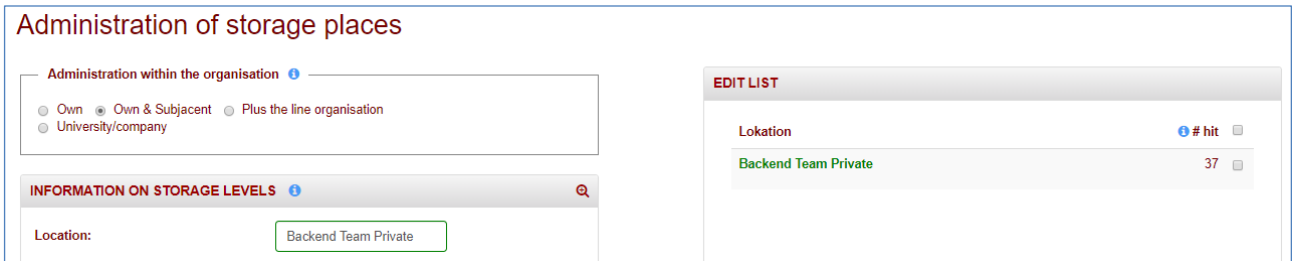 Administration of storage places
Administration within the organisation
Own Own & Subjacent Plus the line organisation
University/company
INFORMATION ON STORAGE LEVELS
Location: Backend Team Private
EDIT LIST
Lokation # hit
Backend Team Private 37